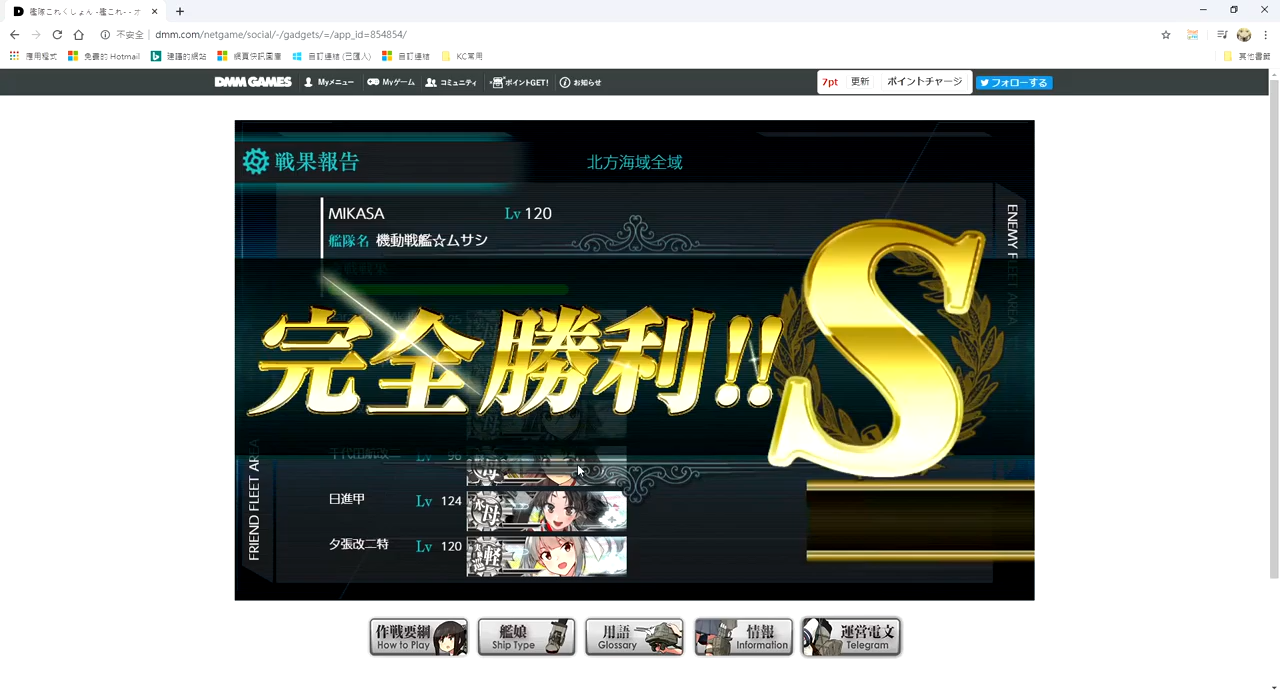 艦隊これくしょん -艦これ- - オ
不安全
dmm.com/netgame/social/-/gadgets/=/app_id=854854/
應用程式
免費的 Hotmail
建議的網站
網頁快訊圖庫
自訂連結 (已匯入)
自訂連結
KC常用
其他書籤
DMM GAMES
Myメニュー
Myゲーム
コミュニティ
ポイントGET!
お知らせ
7pt
更新
ポイントチャージ
フォローする
戦果報告
北方海域全域
MIKASA
Lv 120
艦隊名 機動戦艦☆ムサシ
ENEMY F
完全勝利!!
S
Lv 96
日進甲
Lv 124
水母
夕張改二特
Lv 120
FRIEND FLEET AREA
作戦要綱
How to Play
艦娘
Ship Type
用語
Glossary
情報
Information
運営電文
Telegram